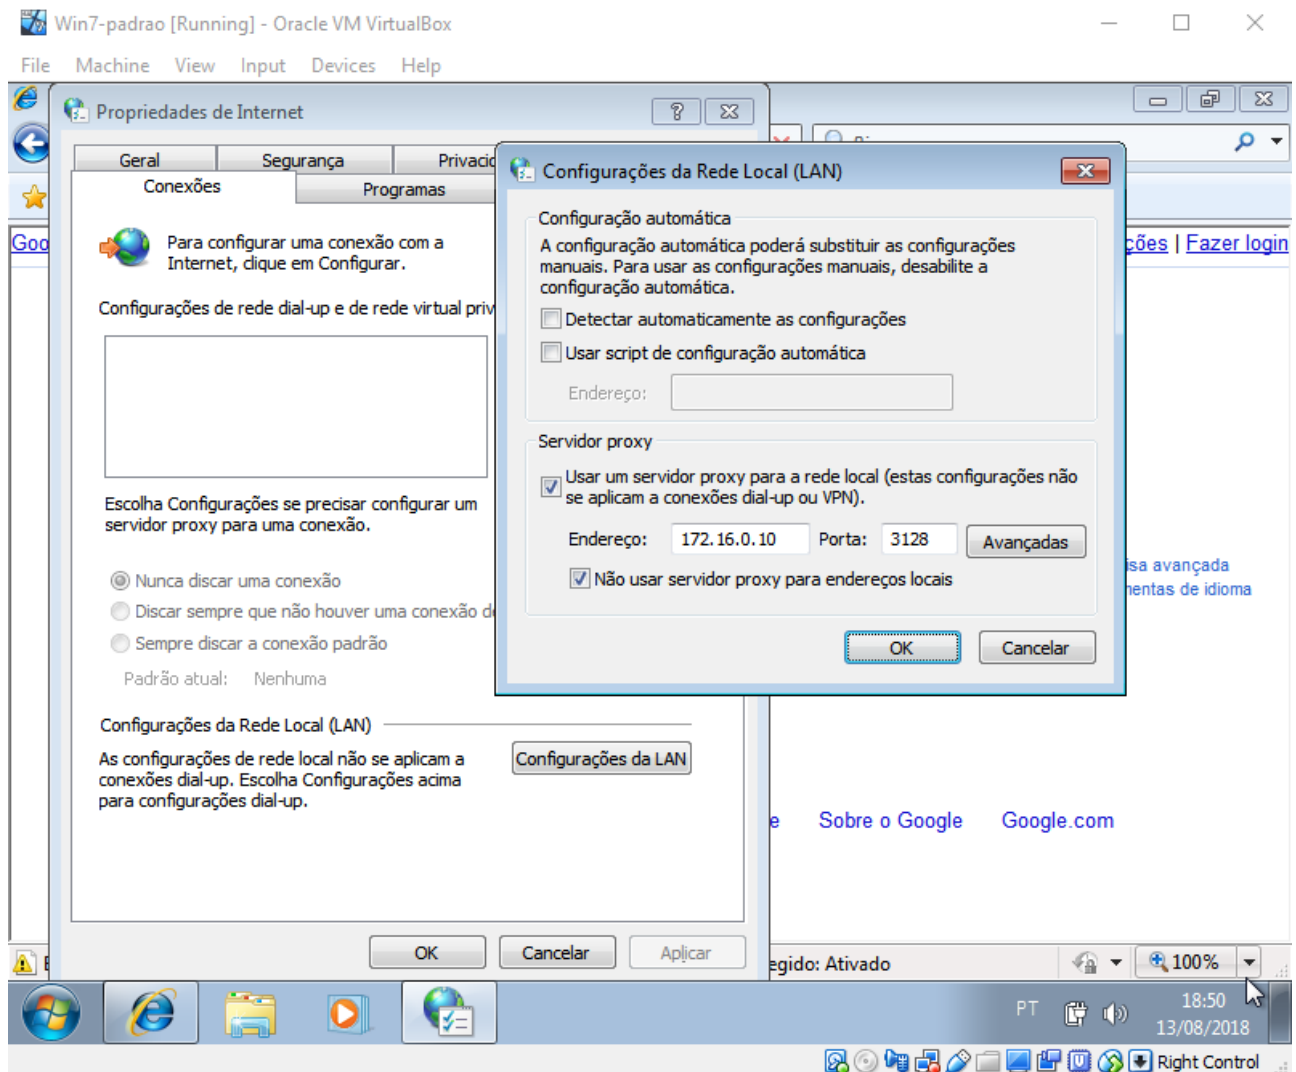 Win7-padrao [Running] - Oracle VM VirtualBox
File Machine View Input Devices Help
Propriedades de Internet
Geral Segurança
Conexões Programas
Para configurar uma conexão com a
Internet, clique em Configurar.
Configurações de rede dial-up e de rede virtual
Escolha Configurações se precisar configurar um
servidor proxy para uma conexão.
Nunca discar uma conexão
Discar sempre que não houver uma conexão
Sempre discar a conexão padrão
Padrão atual: Nenhuma
Configurações da Rede Local (LAN)
As configurações de rede local não se aplicam a
conexões dial-up. Escolha Configurações acima
para configurações dial-up.
Configurações da LAN
OK Cancelar Aplicar
Configurações da Rede Local (LAN)
Configuração automática
A configuração automática poderá substituir as configurações
manuais. Para usar as configurações manuais, desabilite a
configuração automática.
Detectar automaticamente as configurações
Usar script de configuração automática
Endereço:
Servidor proxy
Usar um servidor proxy para a rede local (estas configurações não
se aplicam a conexões dial-up ou VPN).
Endereço: 172.16.0.10 Porta: 3128 Avançadas
Não usar servidor proxy para endereços locais
OK Cancelar
Goo
ções | Fazer login
isa avançada
mentas de idioma
e Sobre o Google Google.com
egido: Ativado 100%
PT 18:50
13/08/2018
Right Control